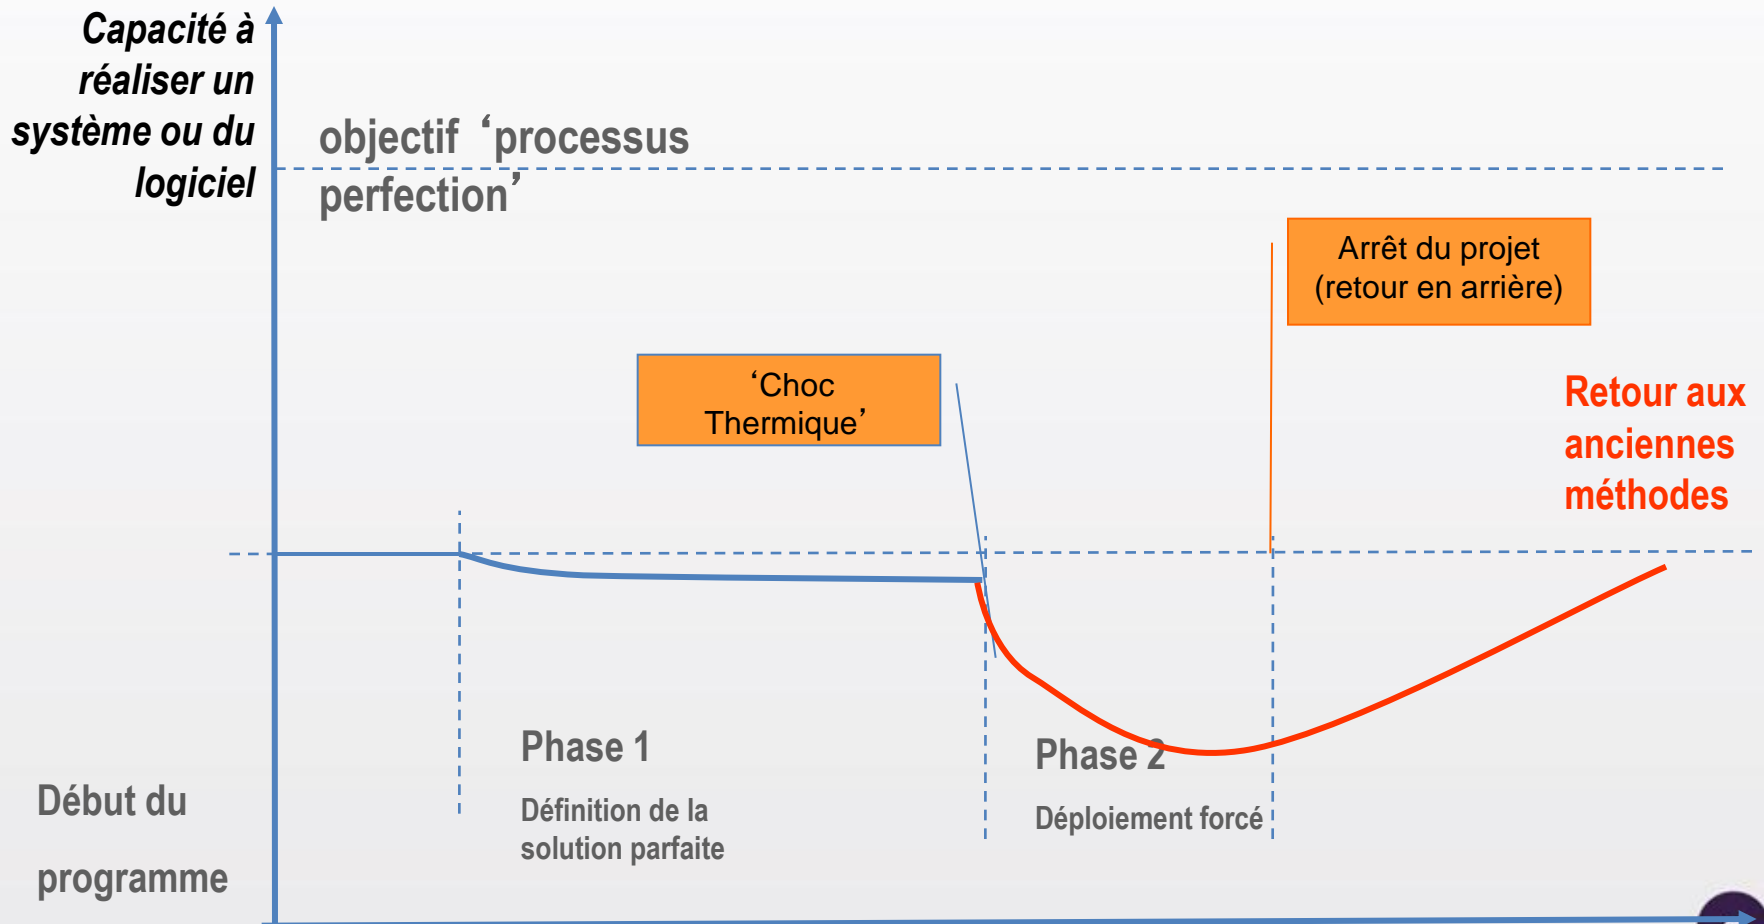 Capacité à
réaliser un
système ou du
logiciel
objectif ‘processus
perfection’
Arrêt du projet
(retour en arrière)
‘Choc
Thermique’
Retour aux
anciennes
méthodes
Phase 1
Définition de la
solution parfaite
Phase 2
Déploiement forcé
Début du
programme